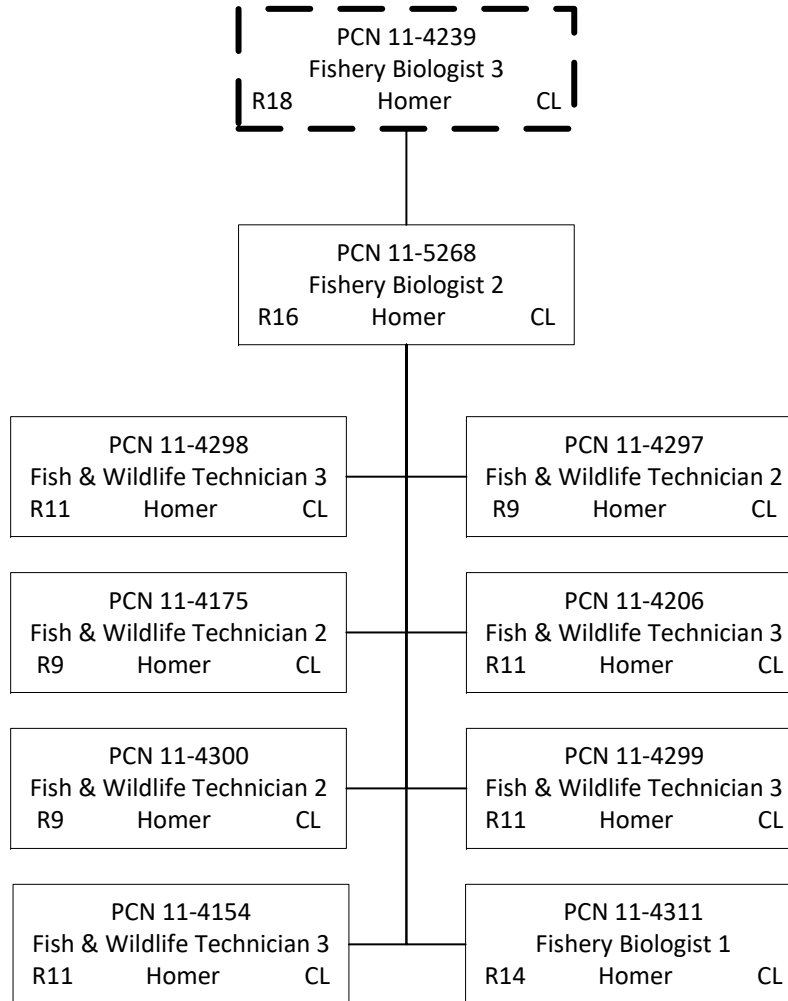 PCN 11-4239
Fishery Biologist 3
R18 Homer CL
PCN 11-5268
Fishery Biologist 2
R16 Homer CL
PCN 11-4298
Fish & Wildlife Technician 3
R11 Homer CL
PCN 11-4297
Fish & Wildlife Technician 2
R9 Homer CL
PCN 11-4175
Fish & Wildlife Technician 2
R9 Homer CL
PCN 11-4206
Fish & Wildlife Technician 3
R11 Homer CL
PCN 11-4300
Fish & Wildlife Technician 2
R9 Homer CL
PCN 11-4299
Fish & Wildlife Technician 3
R11 Homer CL
PCN 11-4154
Fish & Wildlife Technician 3
R11 Homer CL
PCN 11-4311
Fishery Biologist 1
R14 Homer CL